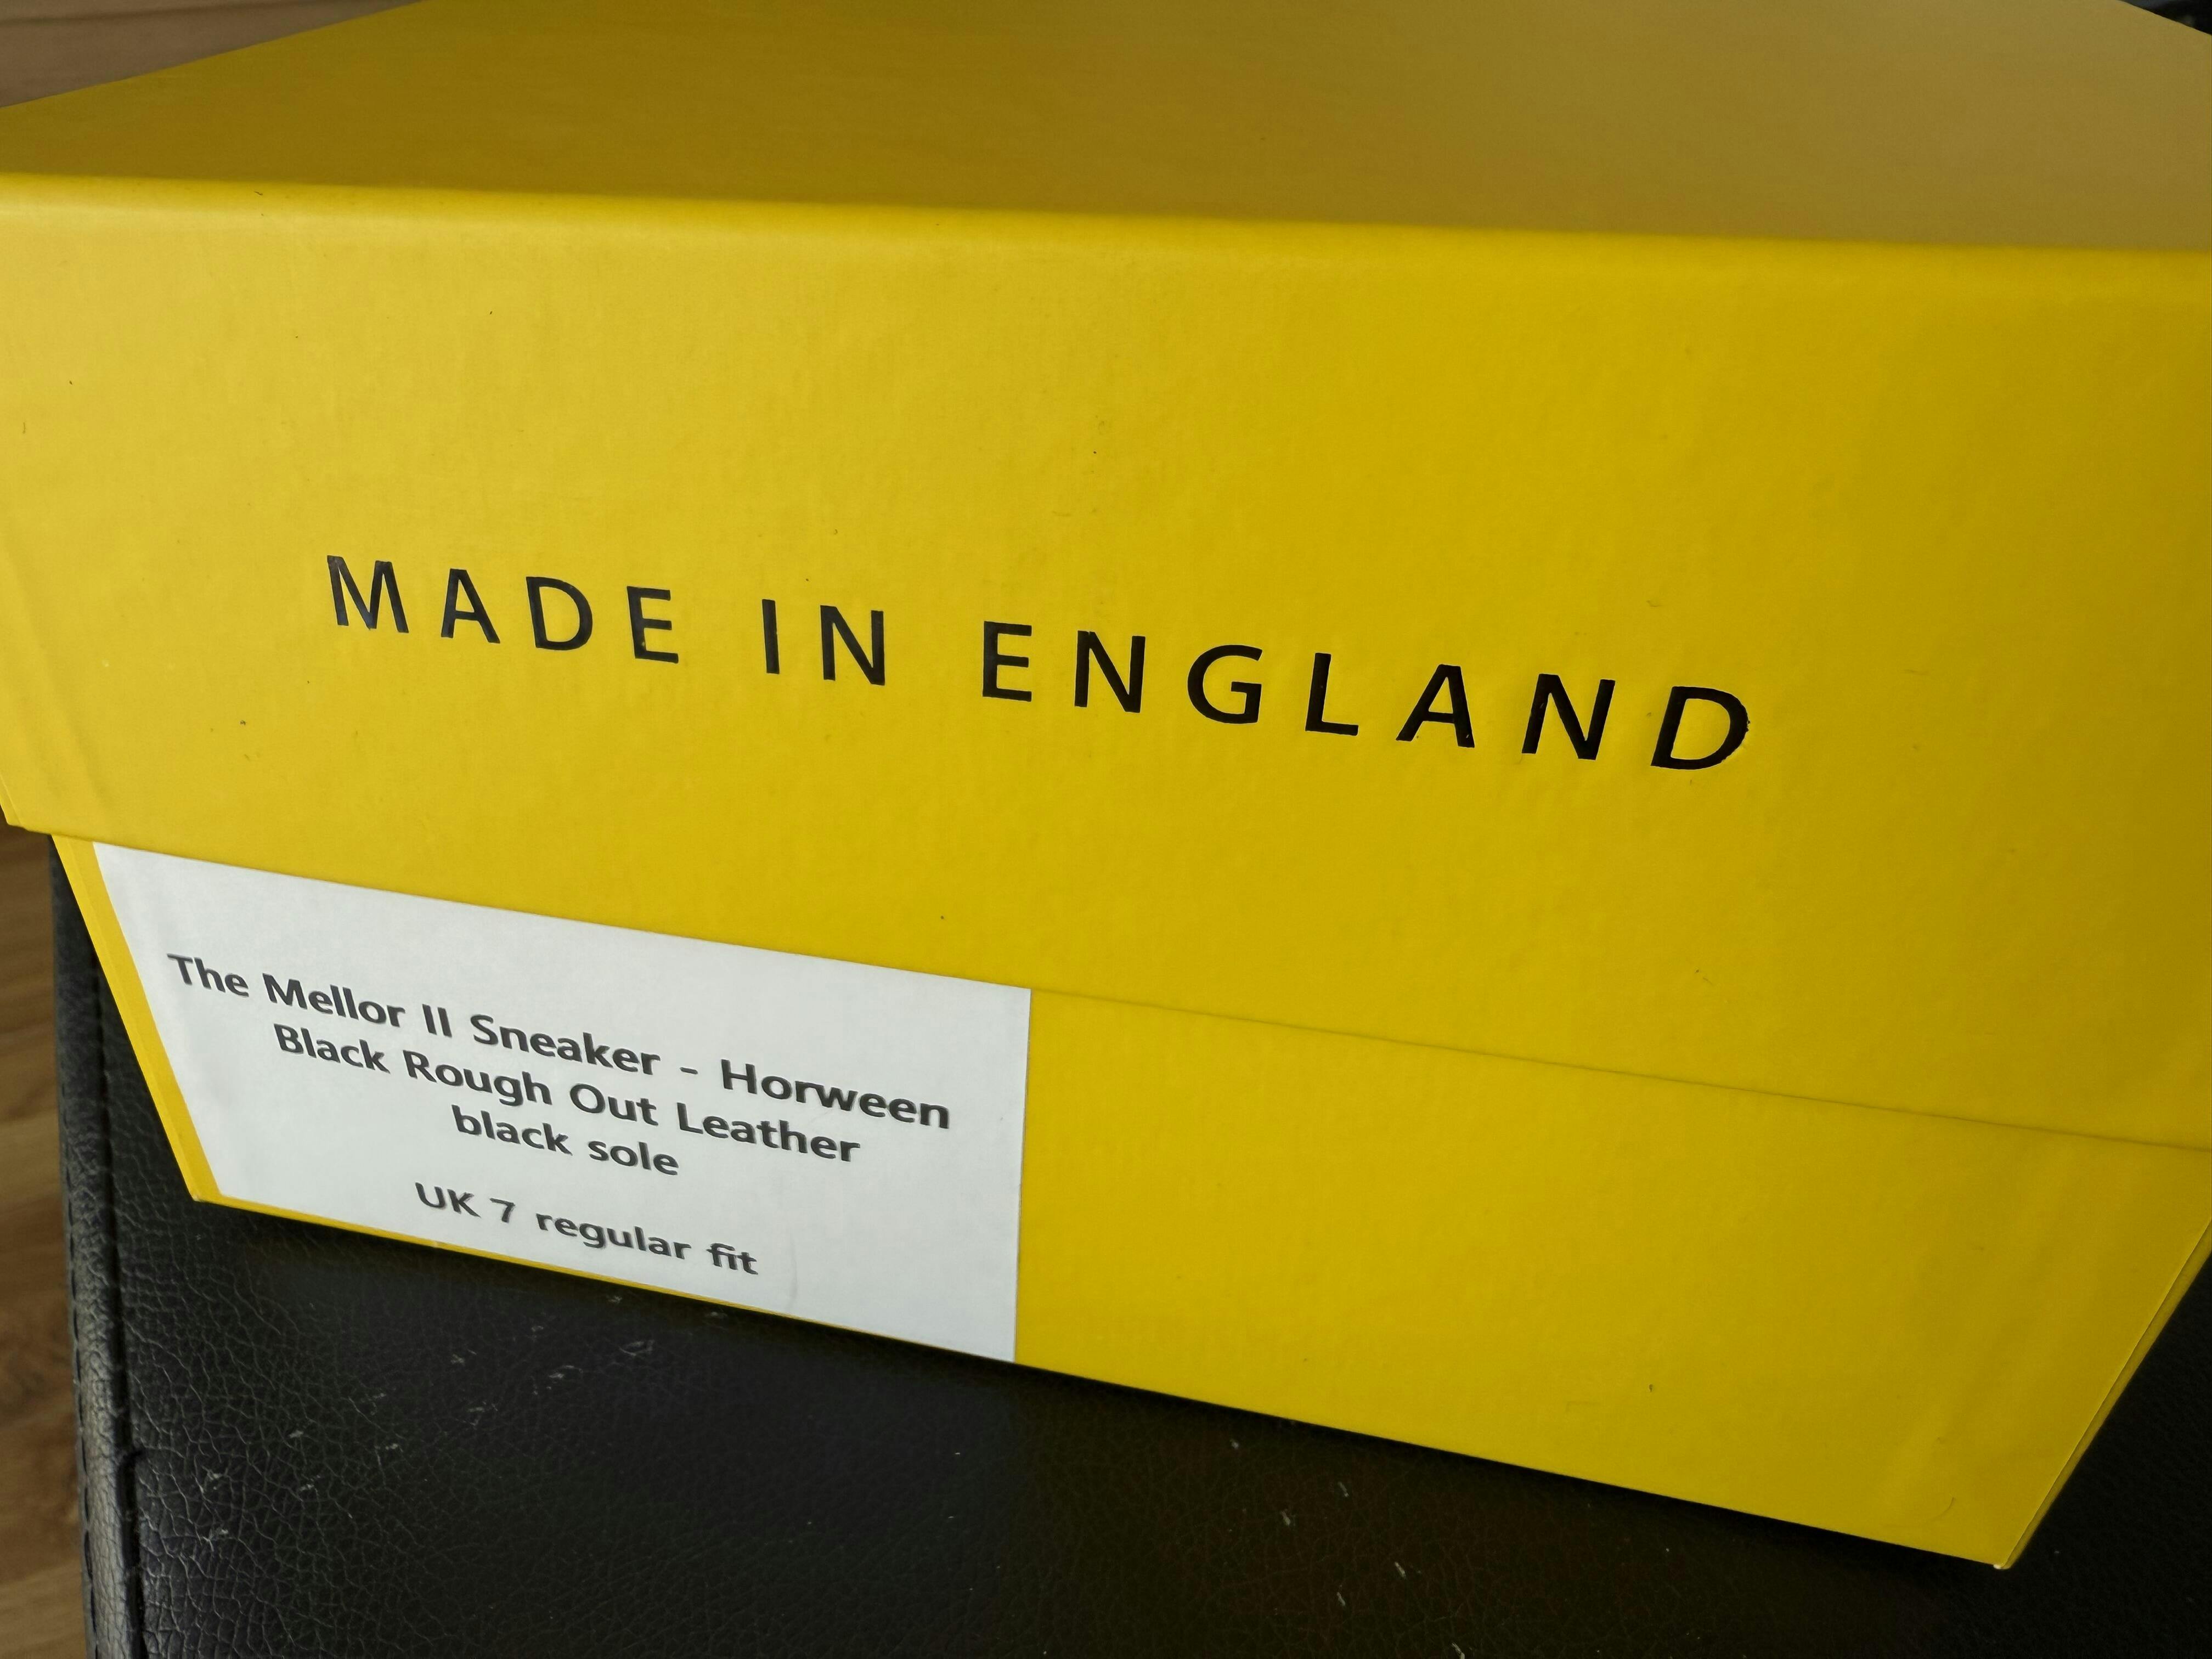 MADE IN ENGLAND
The Mellor II Sneaker - Horween
Black Rough Out Leather
black sole
UK 7 regular fit